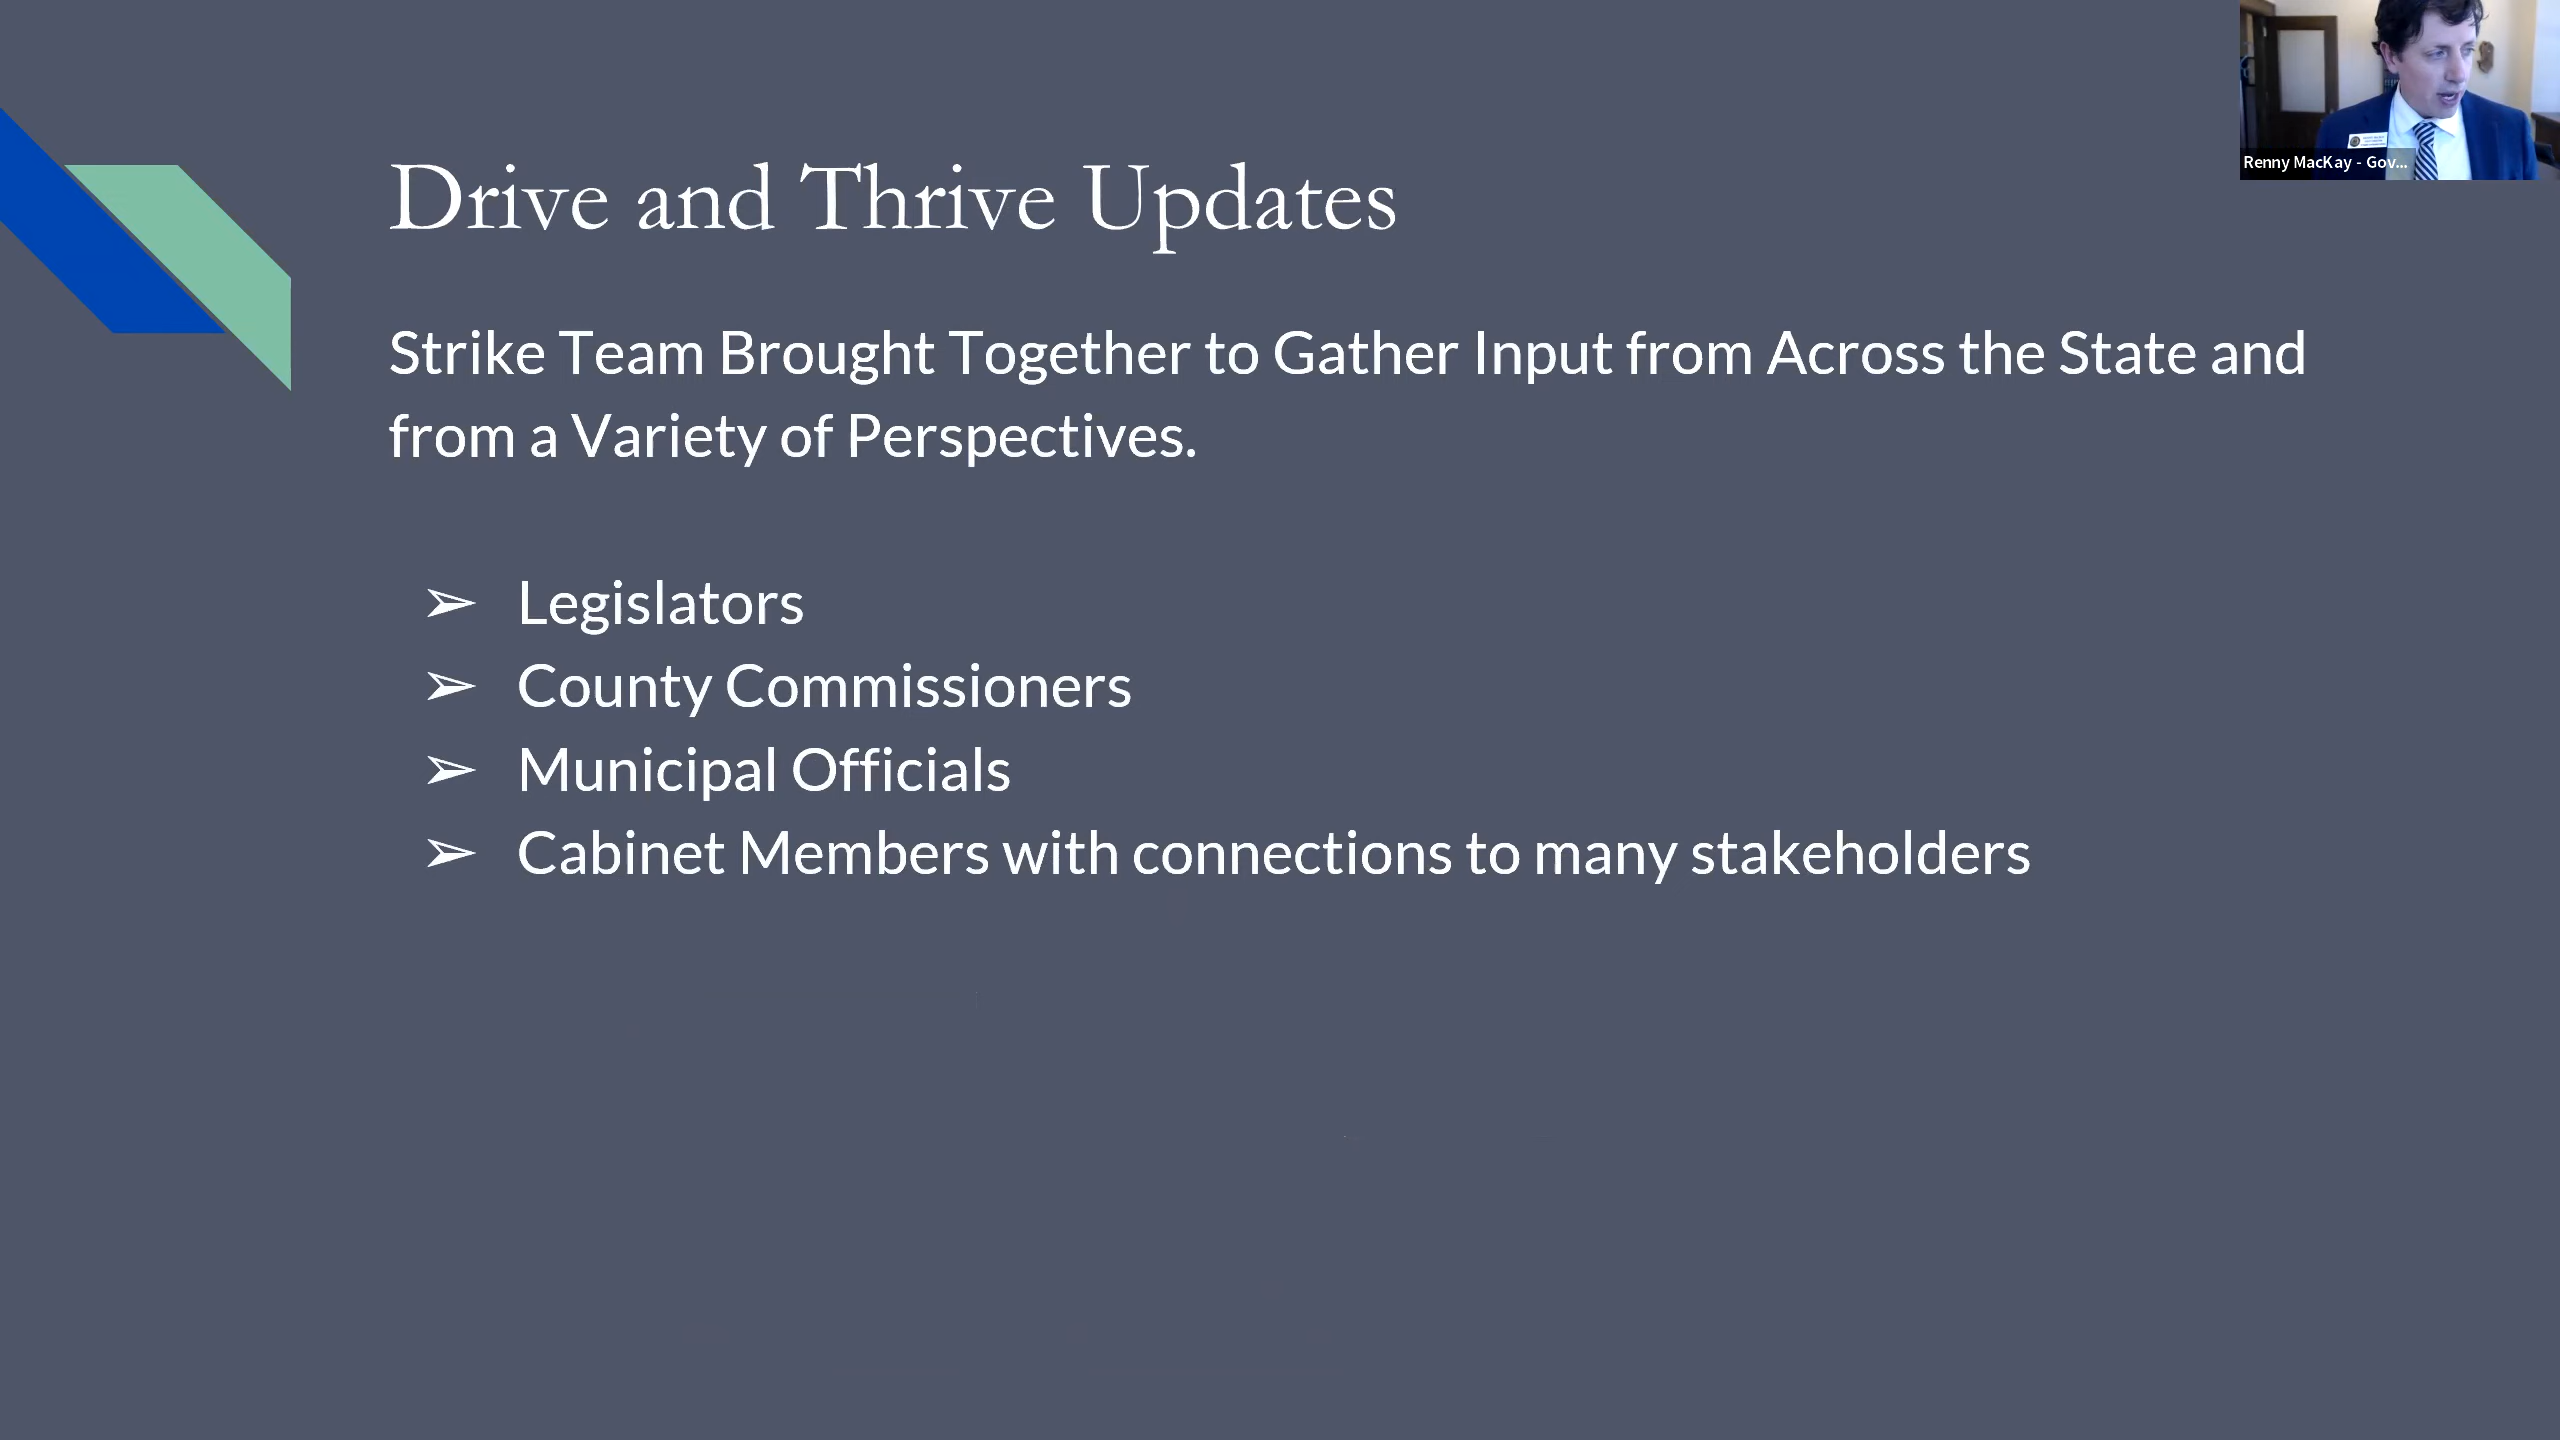 Drive and Thrive Updates
Strike Team Brought Together to Gather Input from Across the State and
from a Variety of Perspectives.
➢ Legislators
➢ County Commissioners
➢ Municipal Officials
➢ Cabinet Members with connections to many stakeholders
Renny MacKay - Gov...